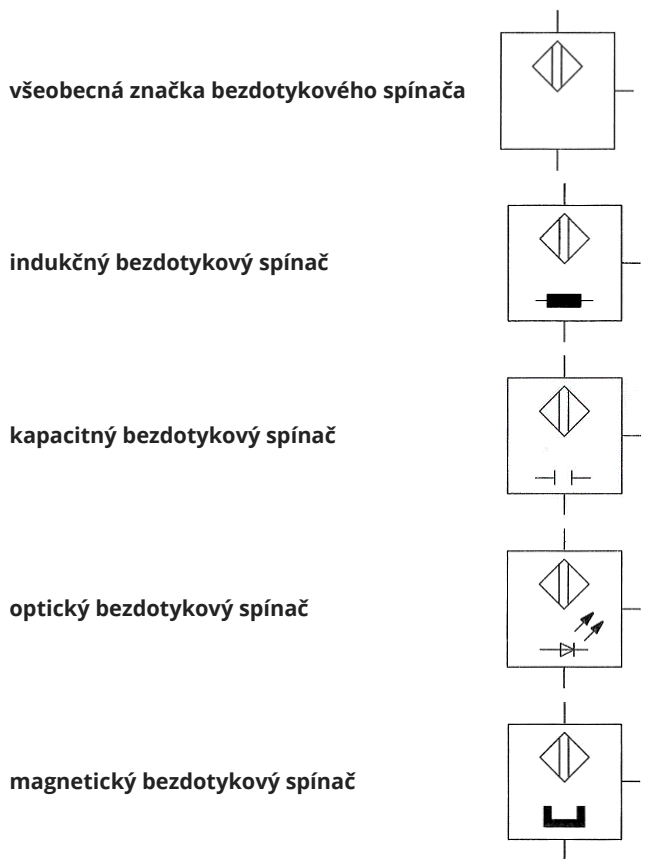 všeobecná značka bezdotykového spínača
indukčný bezdotykový spínač
kapacitný bezdotykový spínač
optický bezdotykový spínač
magnetický bezdotykový spínač